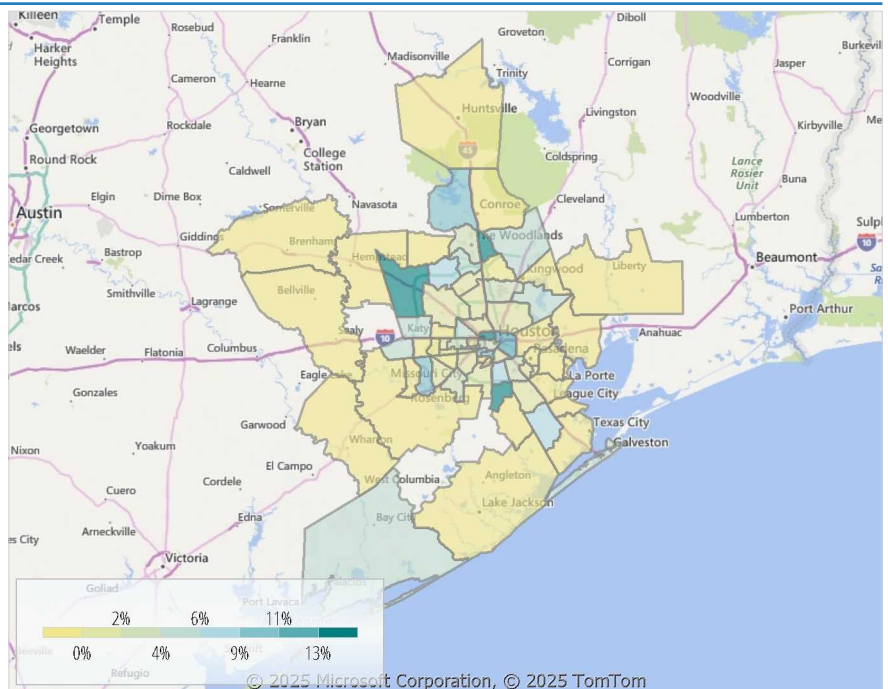 Killeen
Temple
Rosebud
Groveton
Diboll
Harker
Heights
Franklin
Madisonville
Trinity
Corrigan
Jasper
Cameron
Hearne
Woodville
Huntsville
Livingston
Georgetown
Rockdale
Bryan
Kirbyville
Round Rock
College
Station
45
Coldspring
Lance
Rosier
Unit
Caldwell
Buna
Elgin
Dime Box
Somerville
Navasota
Conroe
Cleveland
Austin
Lumberton
Giddings
Brenham
The Woodlands
10
Cedar Creek
Bastrop
Hempstead
Kingwood
Liberty
Beaumont
Smithville
Bellville
Lagrange
Port Arthur
Sealy
10
Katy
Houston
Anahuac
Waelder
Flatonia
Columbus
Pasadena
Eagle Lake
Missouri City
La Porte
Gonzales
Rosenberg
League City
Garwood
Texas City
Wharton
Galveston
Nixon
Yoakum
El Campo
West Columbia
Angleton
Cuero
Cordele
Lake Jackson
Edna
Bay City
Arneckville
Victoria
Palacios
Goliad
Port Lavaca
2% 6% 11%
0% 4% 9% 13%
Refugio
© 2025 Microsoft Corporation, © 2025 TomTom